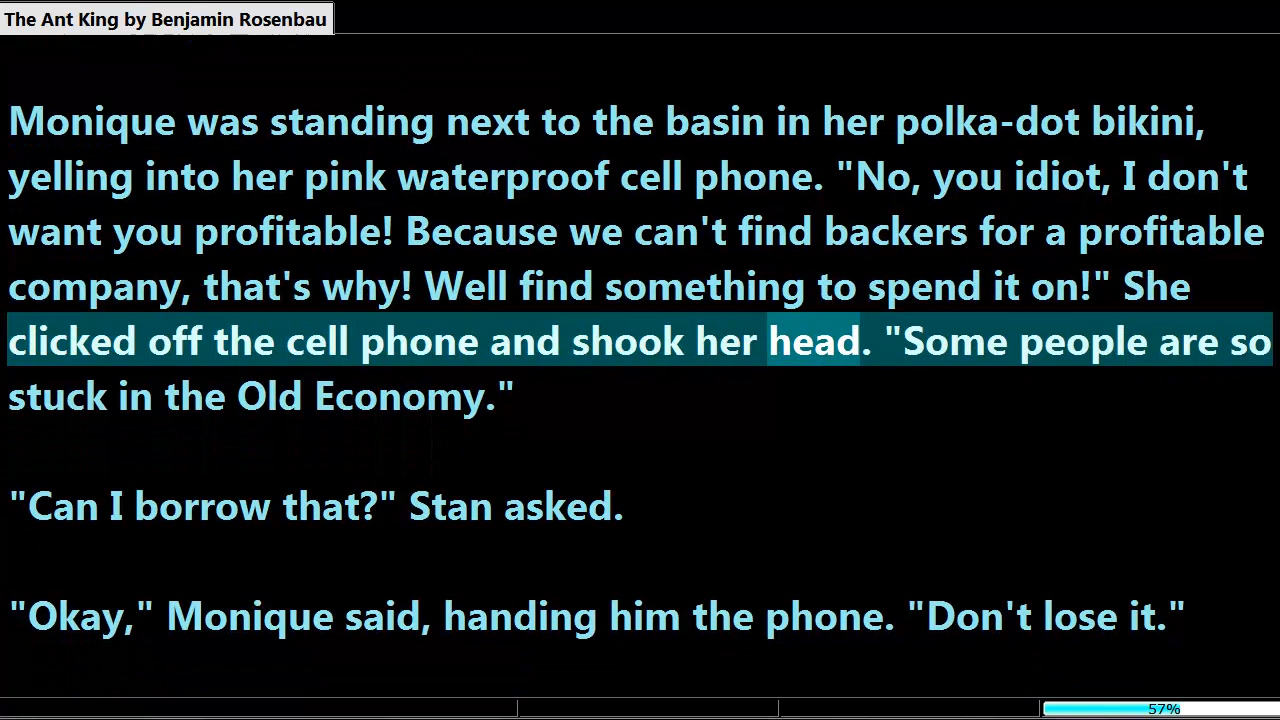 The Ant King by Benjamin Rosenbau
Monique was standing next to the basin in her polka-dot bikini,
yelling into her pink waterproof cell phone. "No, you idiot, I don't
want you profitable! Because we can't find backers for a profitable
company, that's why! Well find something to spend it on!" She
clicked off the cell phone and shook her head. "Some people are so
stuck in the Old Economy."
"Can I borrow that?" Stan asked.
"Okay," Monique said, handing him the phone. "Don't lose it."
57%